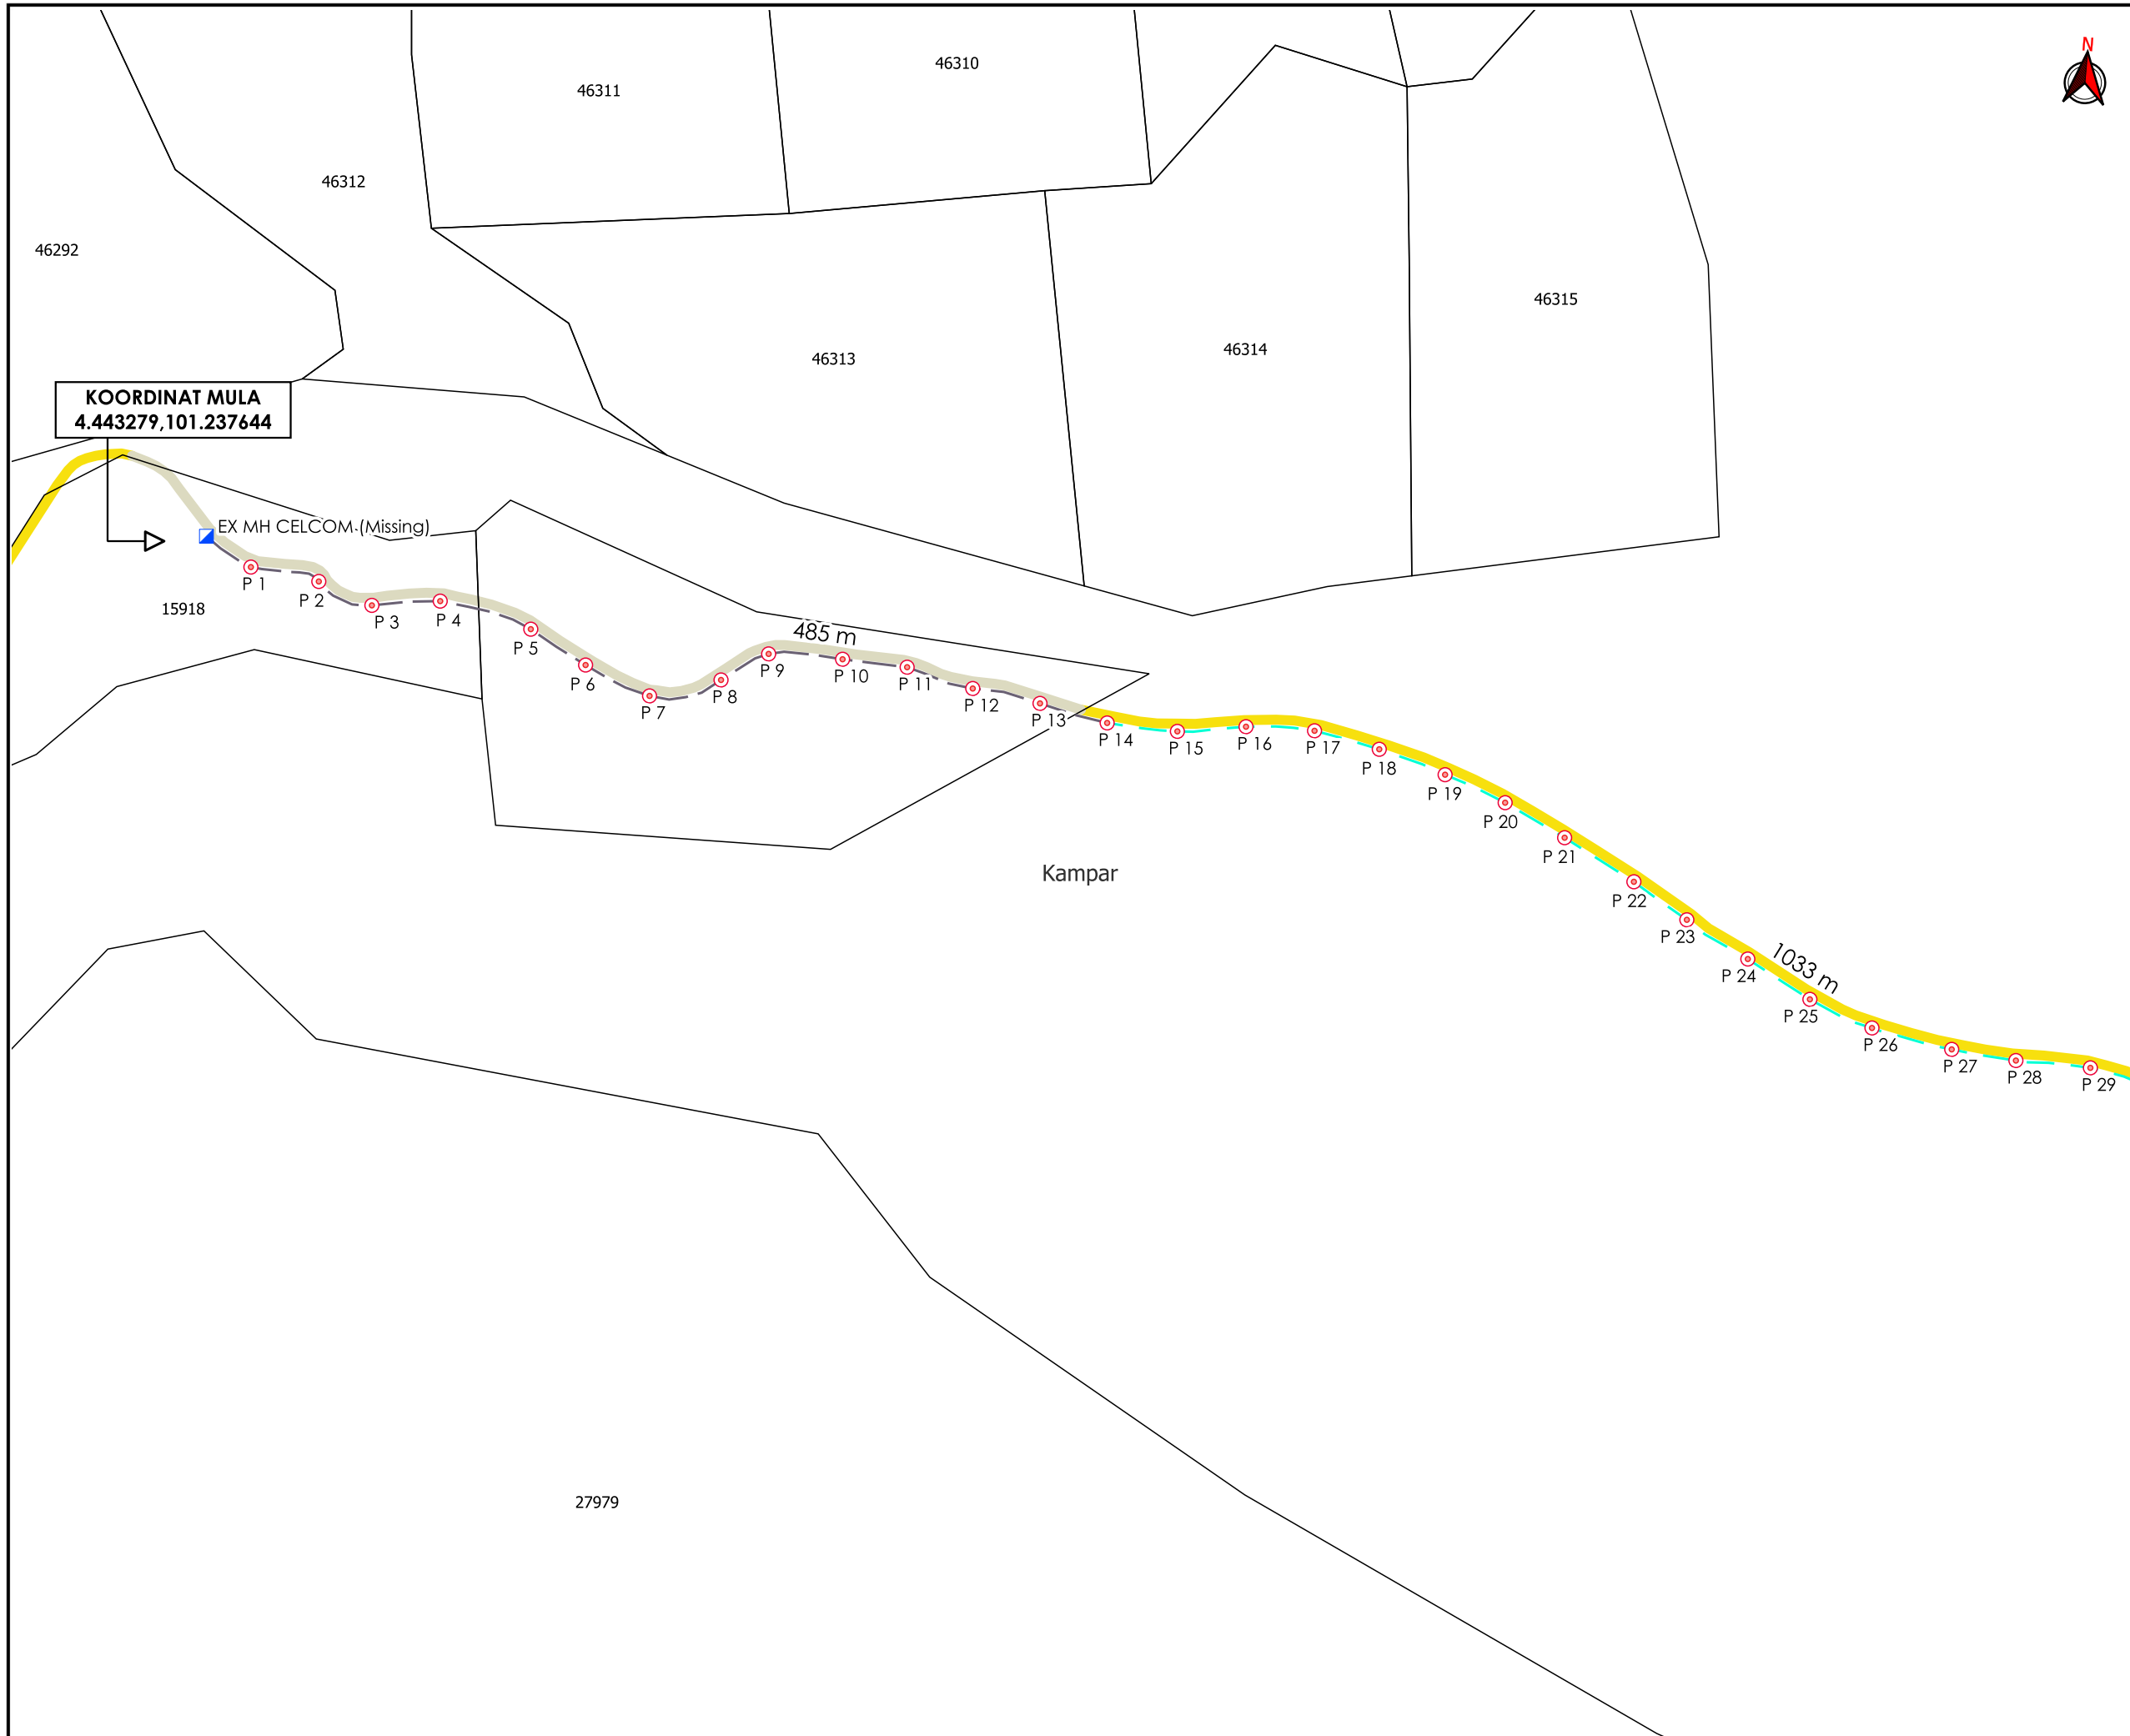 N
46310
46311
46312
46292
46315
46314
46313
KOORDINAT MULA
4.443279,101.237644
EX MH CELCOM (Missing)
P 1
P 2
15918
P 3
P 4
P 5
485 m
P 6
P 7
P 8
P 9
P 10
P 11
P 12
P 13
P 14
P 15
P 16
P 17
P 18
P 19
P 20
P 21
Kampar
P 22
P 23
P 24
1033 m
P 25
P 26
P 27
P 28
P 29
27979